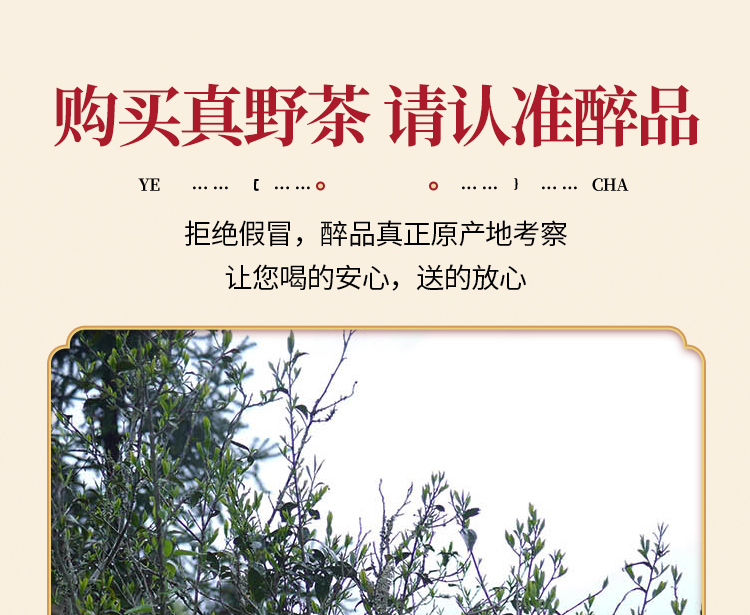 购买真野茶 请认准醉品
YE ……〖 …… …… 〗 …… CHA
拒绝假冒，醉品真正原产地考察
让您喝的安心，送的放心